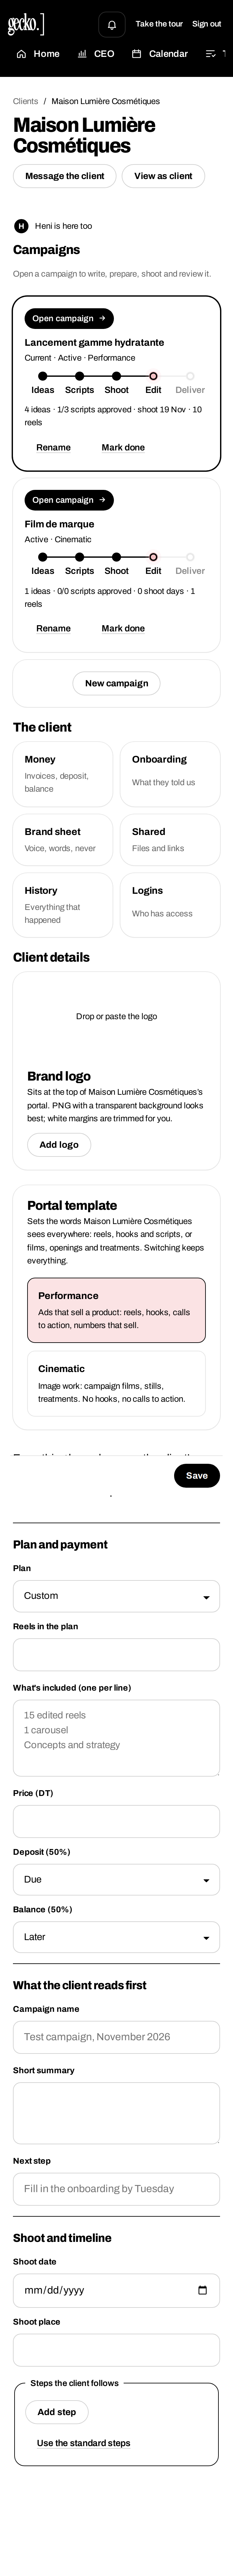 gecko.]
Take the tour
Sign out
Home
CEO
Calendar
Clients / Maison Lumière Cosmétiques
Maison Lumière
Cosmétiques
Message the client
View as client
H
Heni is here too
Campaigns
Open a campaign to write, prepare, shoot and review it.
Open campaign →
Lancement gamme hydratante
Current · Active · Performance
Ideas Scripts Shoot Edit Deliver
4 ideas · 1/3 scripts approved · shoot 19 Nov · 10
reels
Rename
Mark done
Open campaign →
Film de marque
Active · Cinematic
Ideas Scripts Shoot Edit Deliver
1 ideas · 0/0 scripts approved · 0 shoot days · 1
reels
Rename
Mark done
New campaign
The client
Money
Invoices, deposit,
balance
Onboarding
What they told us
Brand sheet
Voice, words, never
Shared
Files and links
History
Everything that
happened
Logins
Who has access
Client details
Drop or paste the logo
Brand logo
Sits at the top of Maison Lumière Cosmétiques's
portal. PNG with a transparent background looks
best; white margins are trimmed for you.
Add logo
Portal template
Sets the words Maison Lumière Cosmétiques
sees everywhere: reels, hooks and scripts, or
films, openings and treatments. Switching keeps
everything.
Performance
Ads that sell a product: reels, hooks, calls
to action, numbers that sell.
Cinematic
Image work: campaign films, stills,
treatments. No hooks, no calls to action.
Save
Plan and payment
Plan
Custom
Reels in the plan
What's included (one per line)
15 edited reels
1 carousel
Concepts and strategy
Price (DT)
Deposit (50%)
Due
Balance (50%)
Later
What the client reads first
Campaign name
Test campaign, November 2026
Short summary
Next step
Fill in the onboarding by Tuesday
Shoot and timeline
Shoot date
mm/dd/yyyy
Shoot place
Steps the client follows
Add step
Use the standard steps